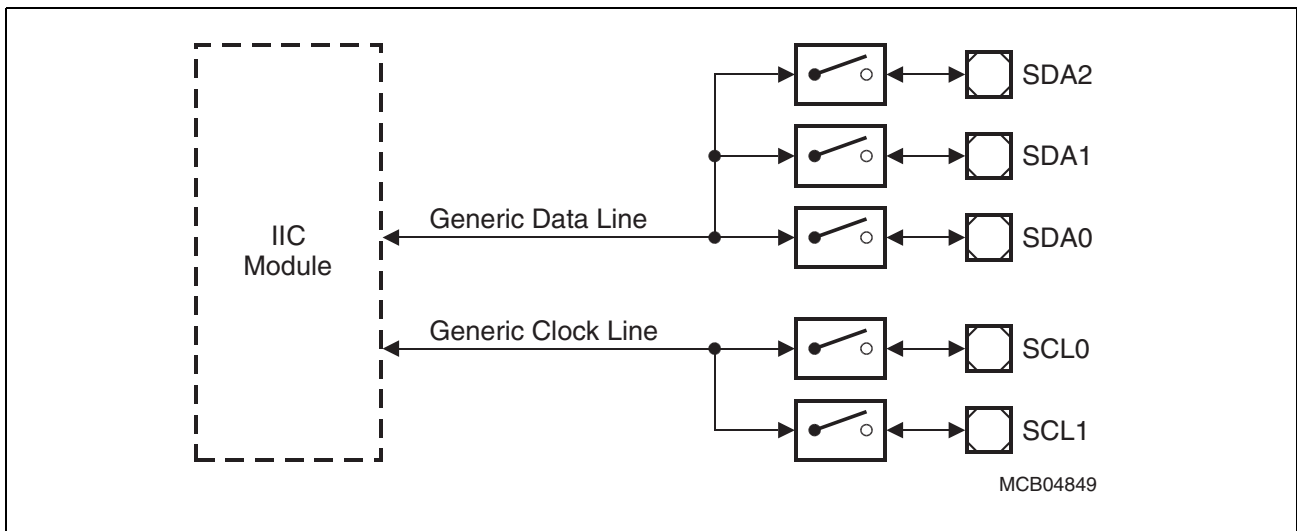 SDA2
SDA1
Generic Data Line
SDA0
IIC
Module
Generic Clock Line
SCL0
SCL1
MCB04849